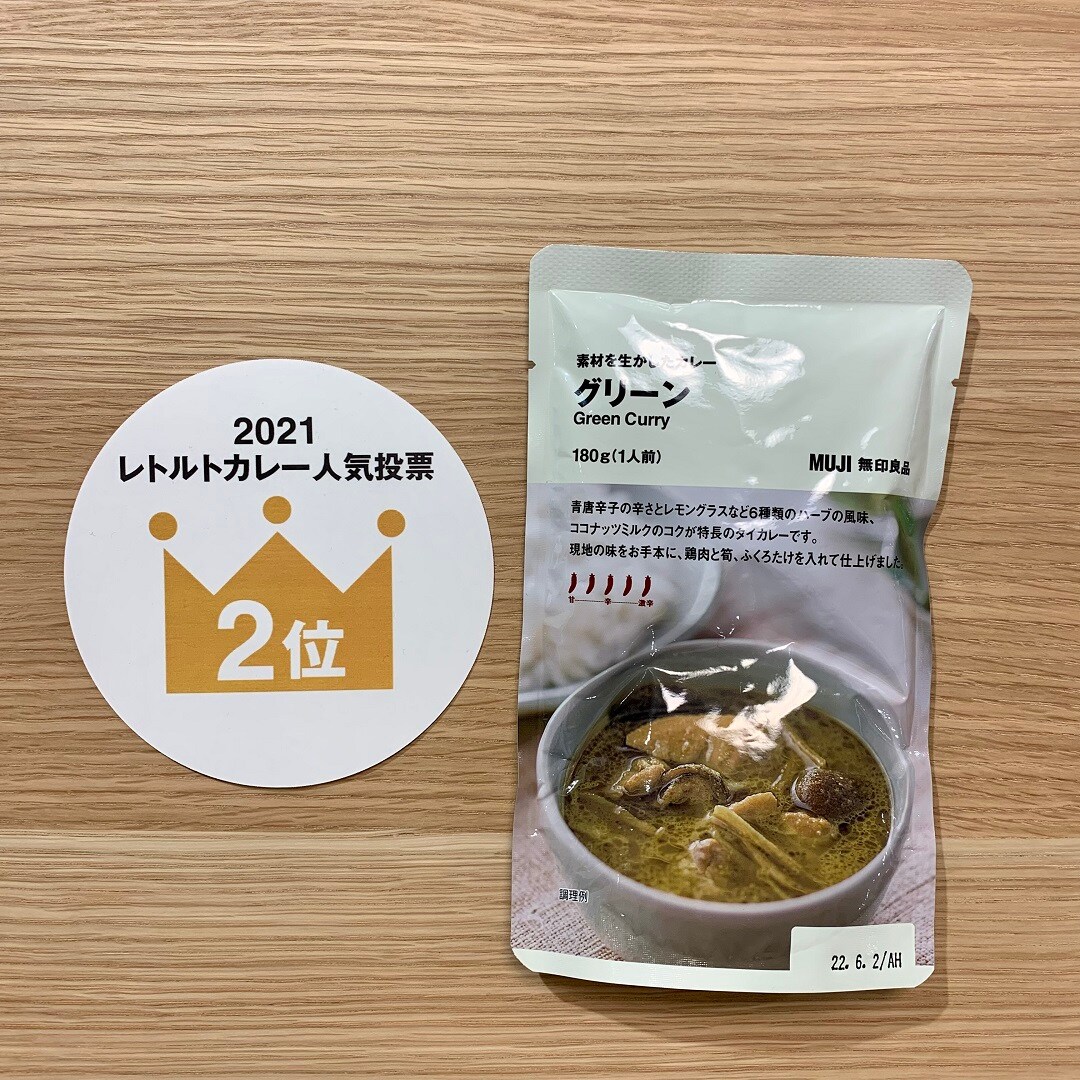 2021
レトルトカレー人気投票
2位
素材を生かしたカレー
グリーン
Green Curry
180g(1人前)
MUJI 無印良品
青唐辛子の辛さとレモングラスなど6種類のハーブの風味、
ココナッツミルクのコクが特長のタイカレーです。
現地の味をお手本に、鶏肉と筍、ふくろたけを入れて仕上げました。
甘 辛 激辛
調理例
22. 6. 2/AH